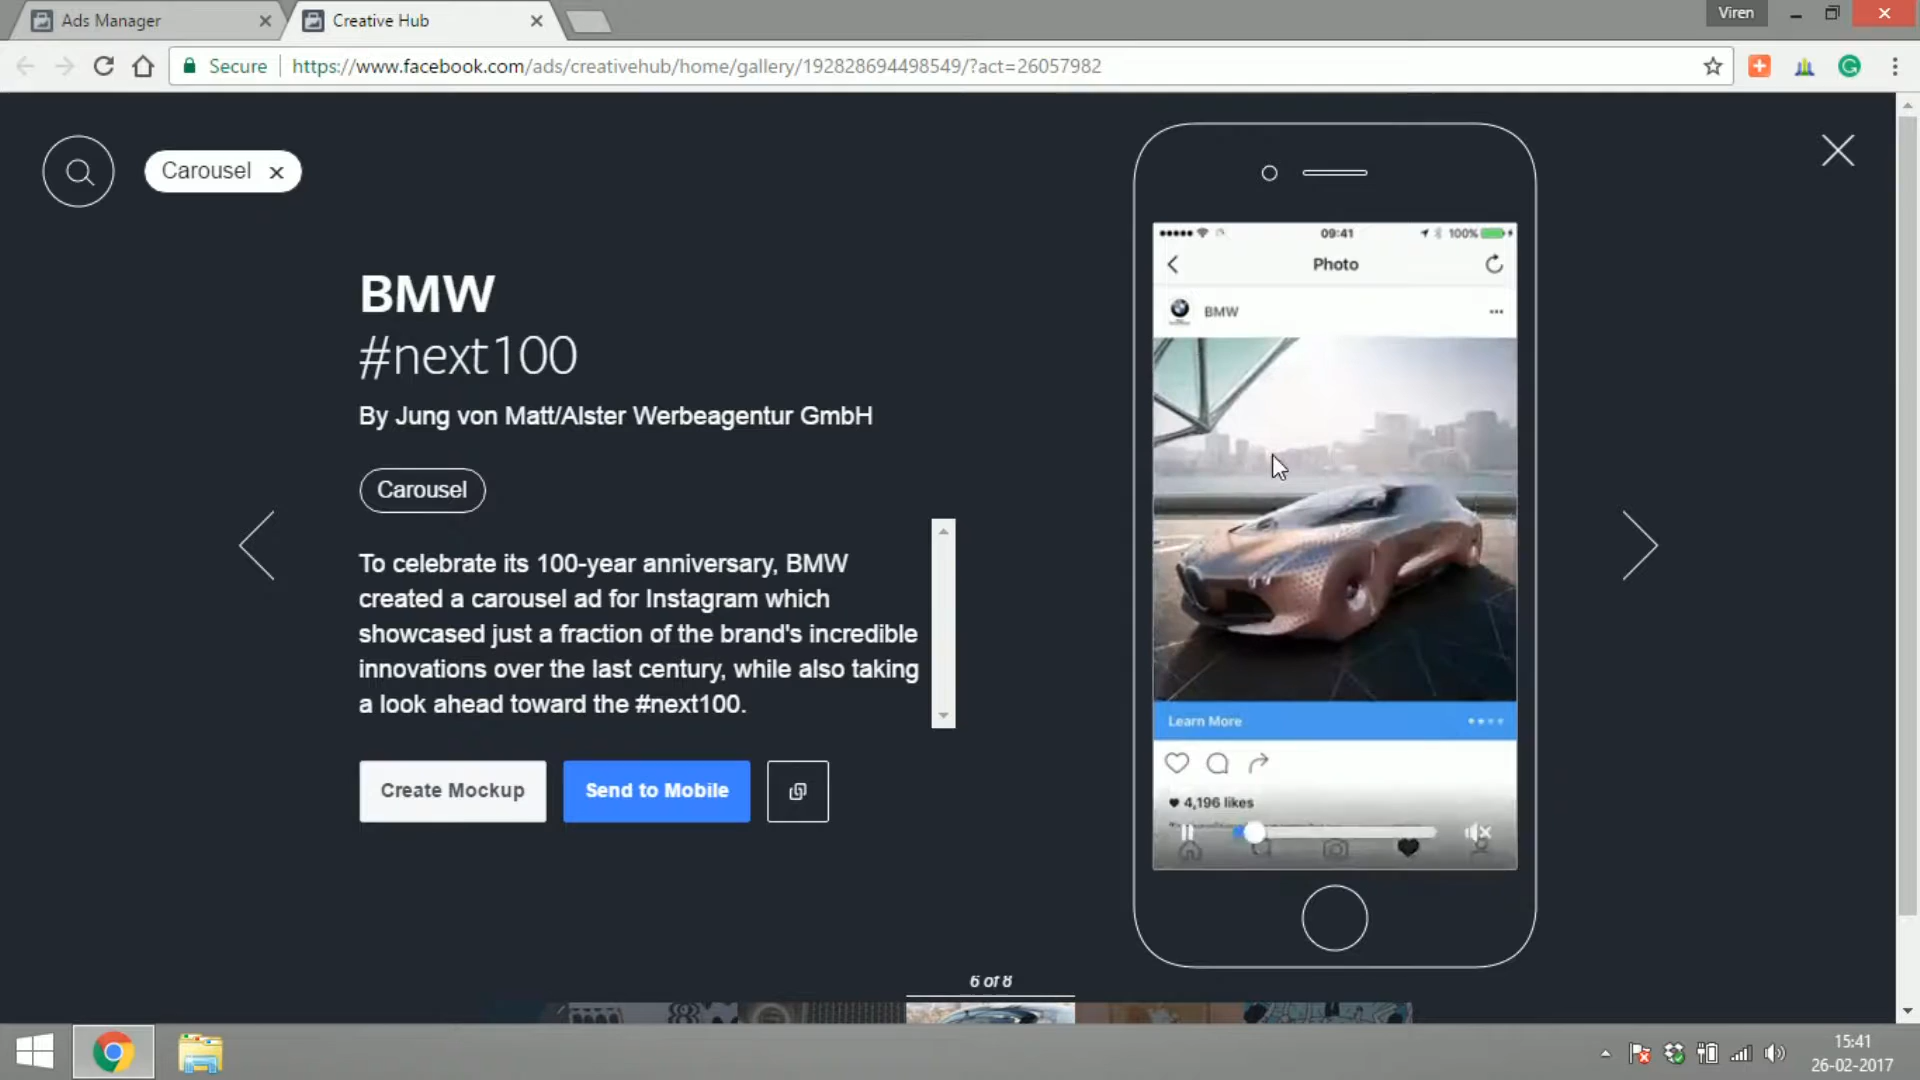 Ads Manager
Creative Hub
Viren
Secure
https://www.facebook.com/ads/creativehub/home/gallery/192828694498549/?act=26057982
Carousel
BMW
#next100
By Jung von Matt/Alster Werbeagentur GmbH
Carousel
To celebrate its 100-year anniversary, BMW
created a carousel ad for Instagram which
showcased just a fraction of the brand's incredible
innovations over the last century, while also taking
a look ahead toward the #next100.
Create Mockup
Send to Mobile
09:41
100%
Photo
BMW
Learn More
4,196 likes
6 of 8
15:41
26-02-2017